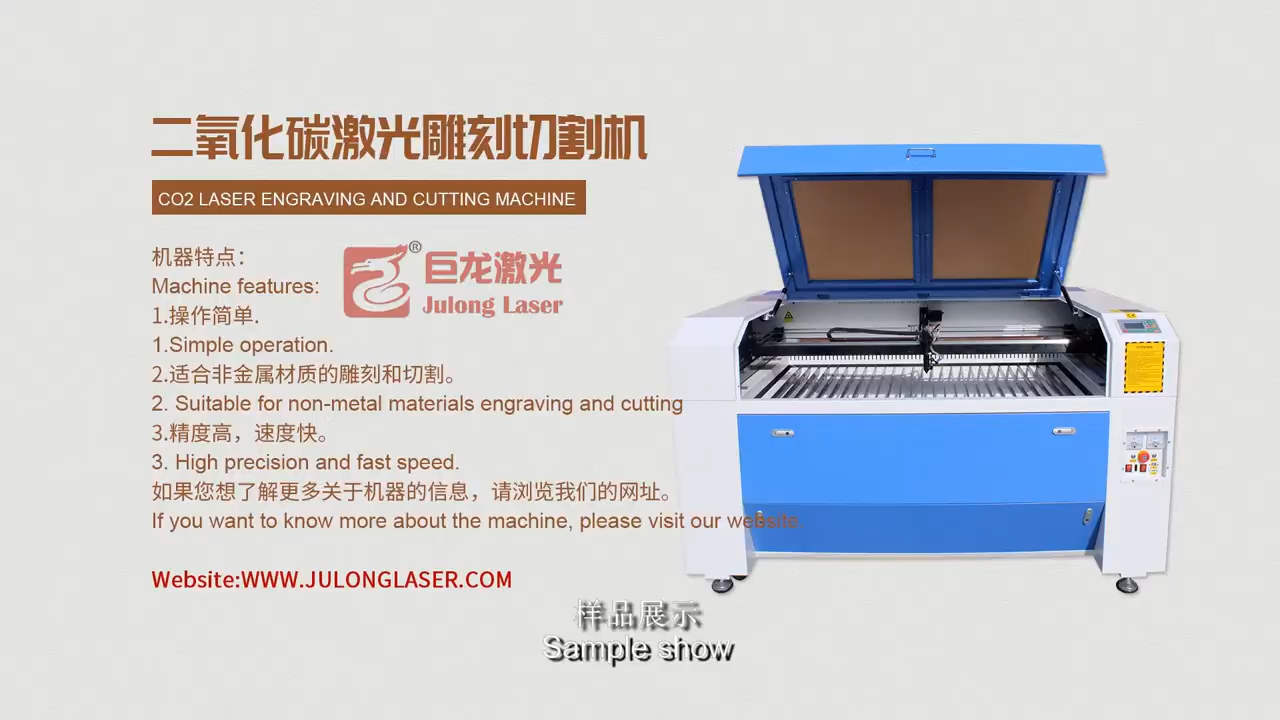 二氧化碳激光雕刻切割机
CO2 LASER ENGRAVING AND CUTTING MACHINE
机器特点：
®
巨龙激光
Julong Laser
Machine features:
1.操作简单.
1.Simple operation.
2.适合非金属材质的雕刻和切割。
2. Suitable for non-metal materials engraving and cutting
3.精度高，速度快。
3. High precision and fast speed.
如果您想了解更多关于机器的信息，请浏览我们的网址。
If you want to know more about the machine, please visit our website.
Website:WWW.JULONGLASER.COM
样品展示
Sample show